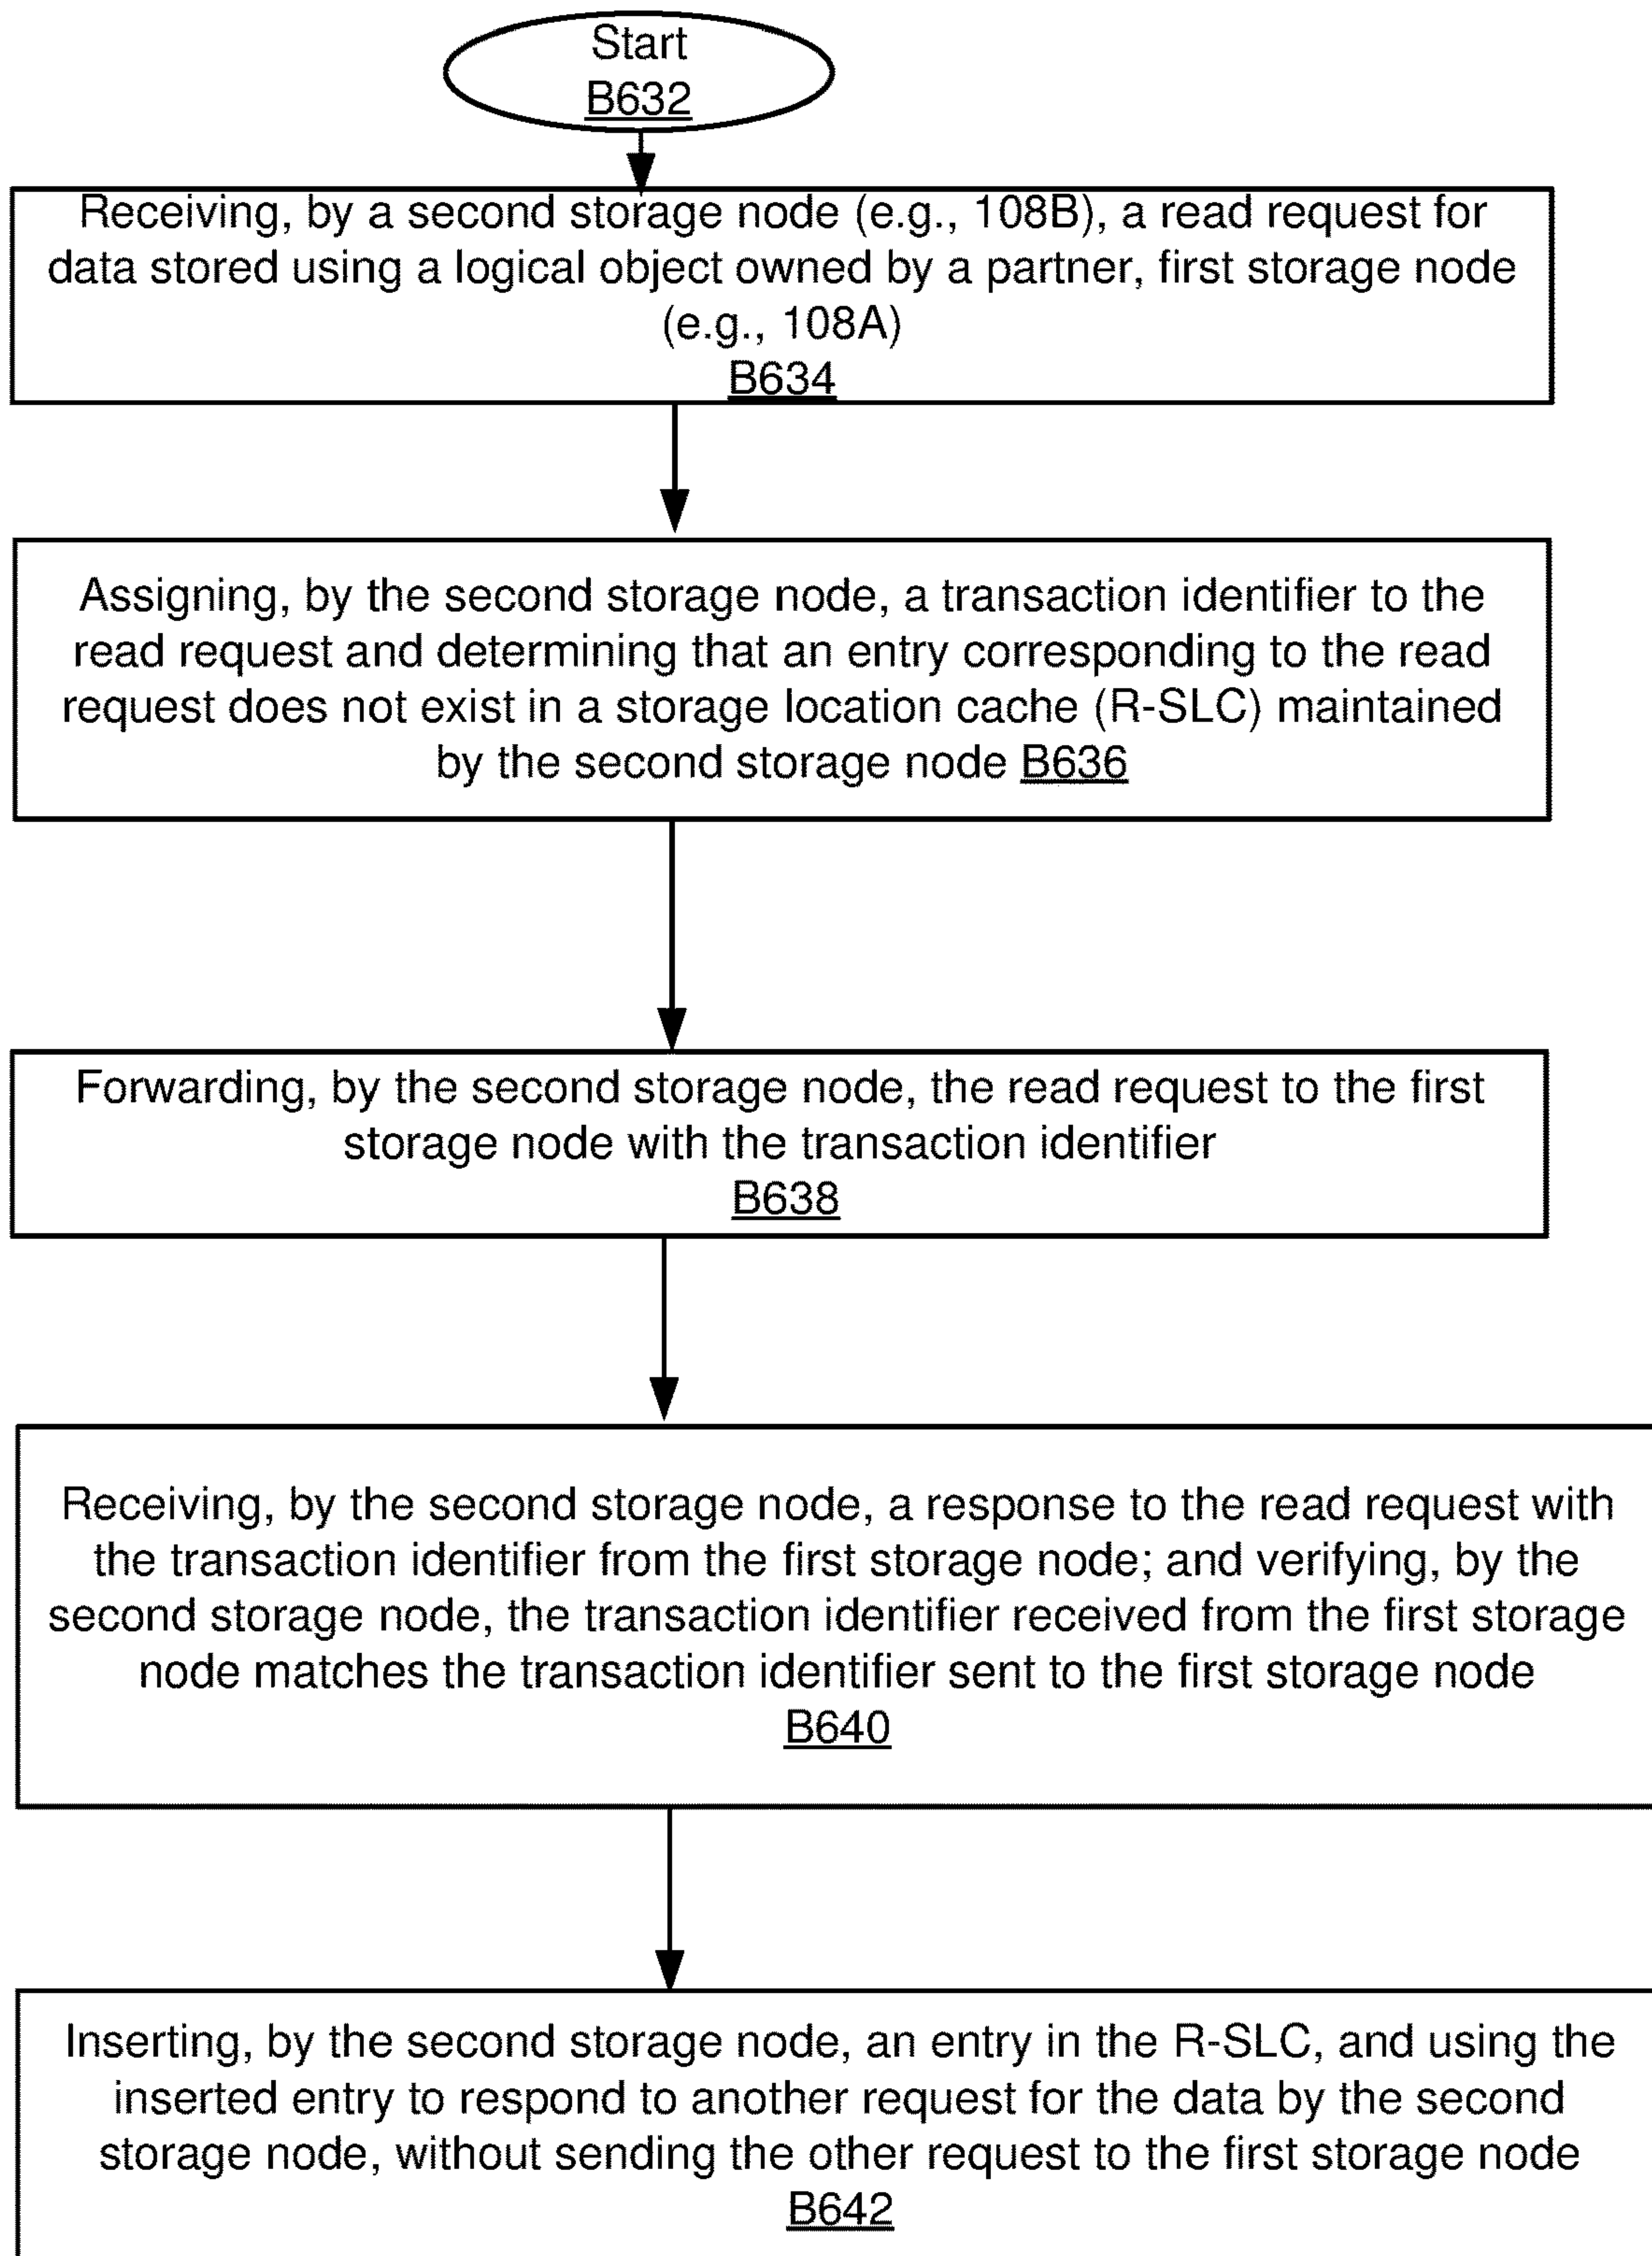 Start
B632
Receiving, by a second storage node (e.g., 108B), a read request for
data stored using a logical object owned by a partner, first storage node
(e.g., 108A)
B634
Assigning, by the second storage node, a transaction identifier to the
read request and determining that an entry corresponding to the read
request does not exist in a storage location cache (R-SLC) maintained
by the second storage node B636
Forwarding, by the second storage node, the read request to the first
storage node with the transaction identifier
B638
Receiving, by the second storage node, a response to the read request with
the transaction identifier from the first storage node; and verifying, by the
second storage node, the transaction identifier received from the first storage
node matches the transaction identifier sent to the first storage node
B640
Inserting, by the second storage node, an entry in the R-SLC, and using the
inserted entry to respond to another request for the data by the second
storage node, without sending the other request to the first storage node
B642